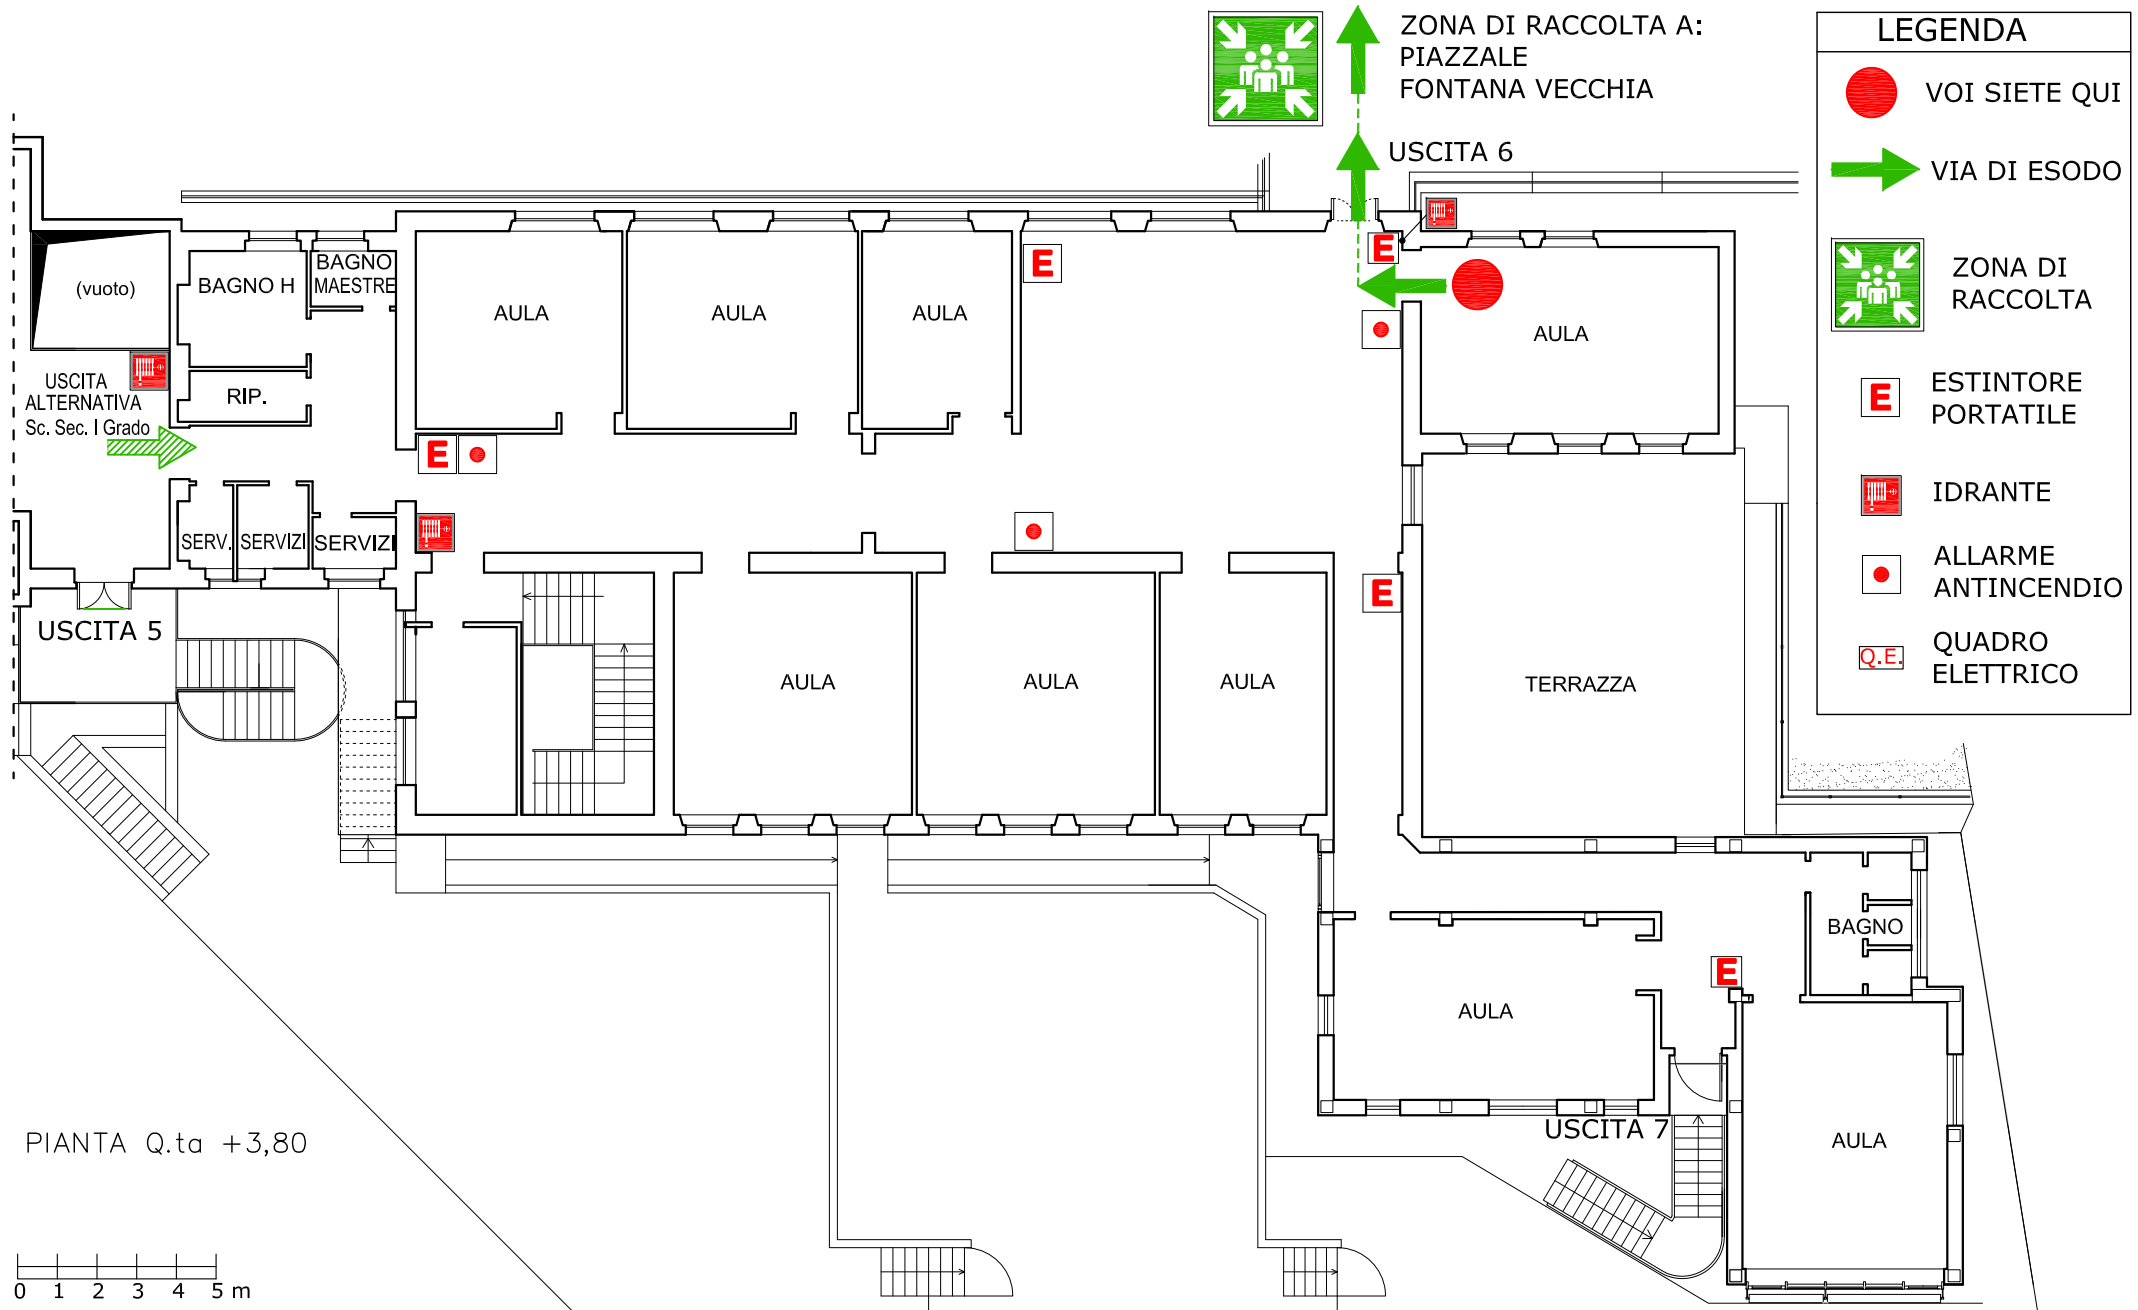 ZONA DI RACCOLTA A:
PIAZZALE
FONTANA VECCHIA
USCITA 6
LEGENDA
VOI SIETE QUI
VIA DI ESODO
ZONA DI
RACCOLTA
E
ESTINTORE
PORTATILE
IDRANTE
ALLARME
ANTINCENDIO
Q.E.
QUADRO
ELETTRICO
(vuoto)
BAGNO H
BAGNO
MAESTRE
RIP.
USCITA
ALTERNATIVA
Sc. Sec. I Grado
AULA
AULA
AULA
AULA
E
E
E
SERV.
SERVIZI
SERVIZI
USCITA 5
E
AULA
AULA
AULA
TERRAZZA
BAGNO
E
AULA
AULA
USCITA 7
PIANTA Q.ta +3,80
0 1 2 3 4 5 m